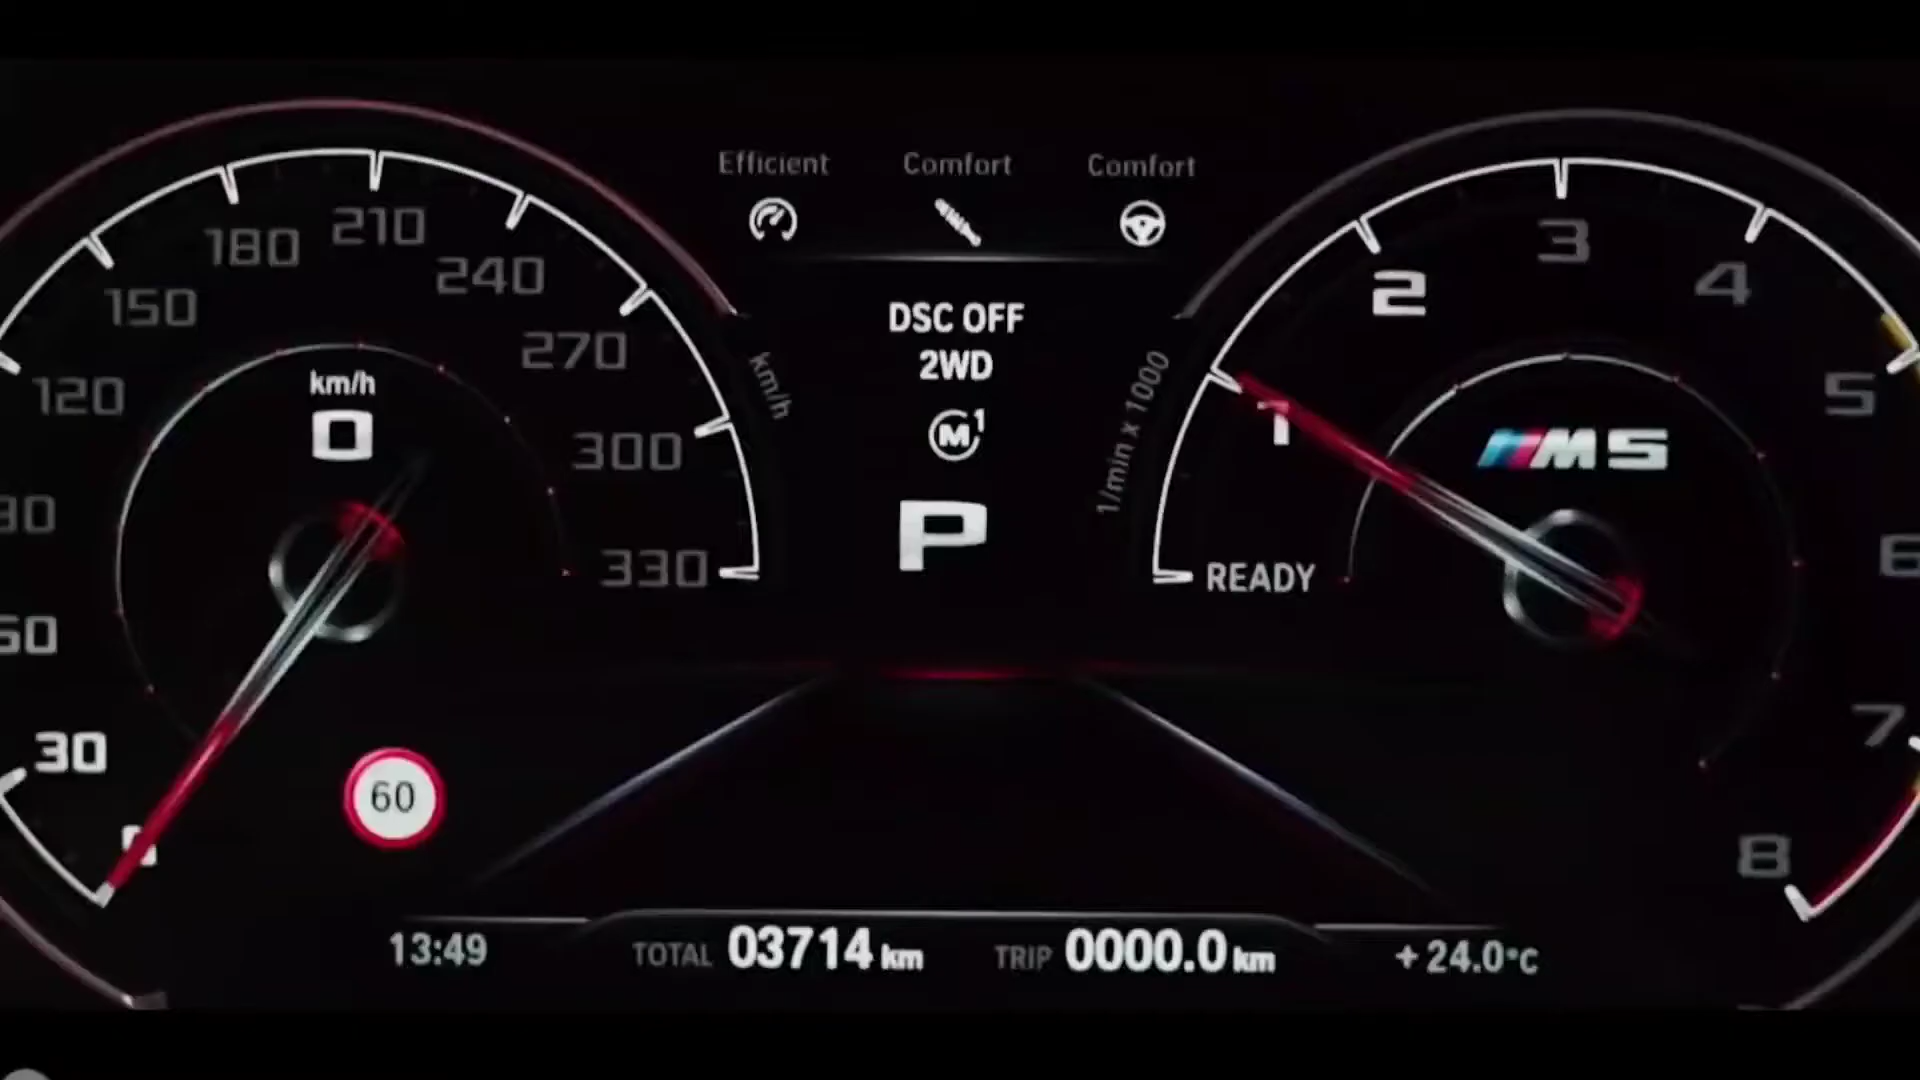 Efficient Comfort Comfort
180 210 240
150 270
120 300
330
30
km/h
0
km/h
DSC OFF
2WD
M1
P
1/min x 1000
READY
1 2 3 4 5
7
8
M5
60
13:49 TOTAL 03714 km TRIP 0000.0 km +24.0°C